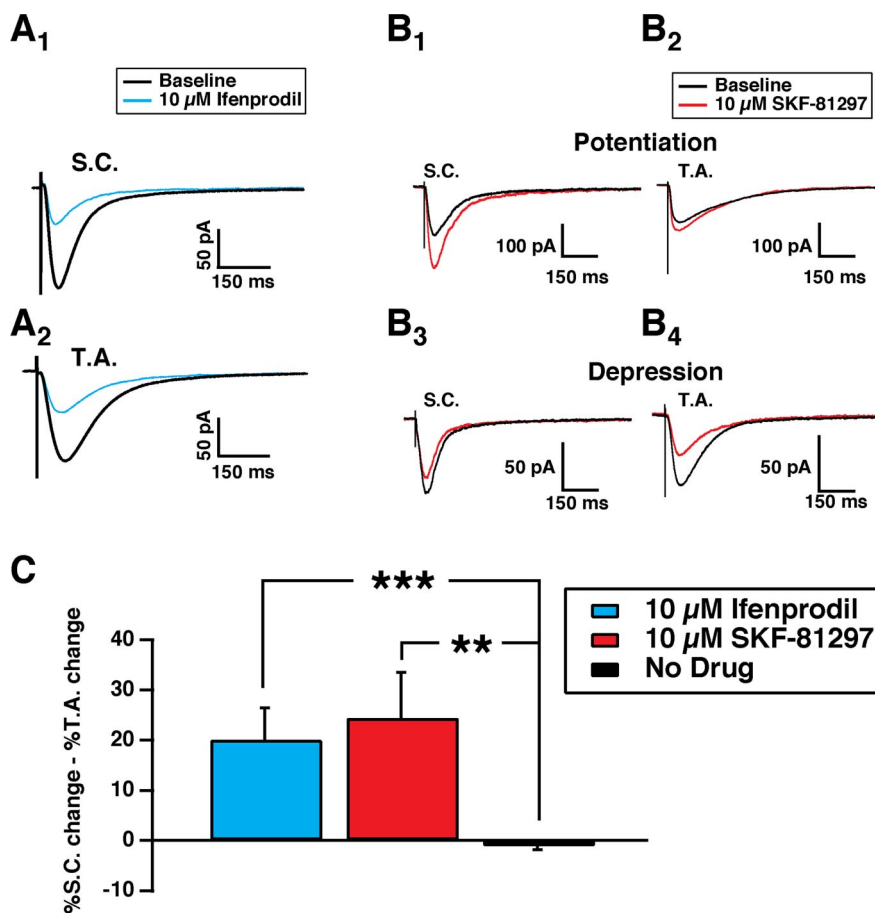 A1
B1
B2
Baseline
10 µM Ifenprodil
Baseline
10 µM SKF-81297
Potentiation
S.C.
S.C.
T.A.
50 pA
150 ms
100 pA
150 ms
100 pA
150 ms
A2
B3
B4
T.A.
Depression
S.C.
T.A.
50 pA
150 ms
50 pA
150 ms
50 pA
150 ms
C
***
**
10 µM Ifenprodil
10 µM SKF-81297
No Drug
%S.C. change - %T.A. change
40
30
20
10
0
-10